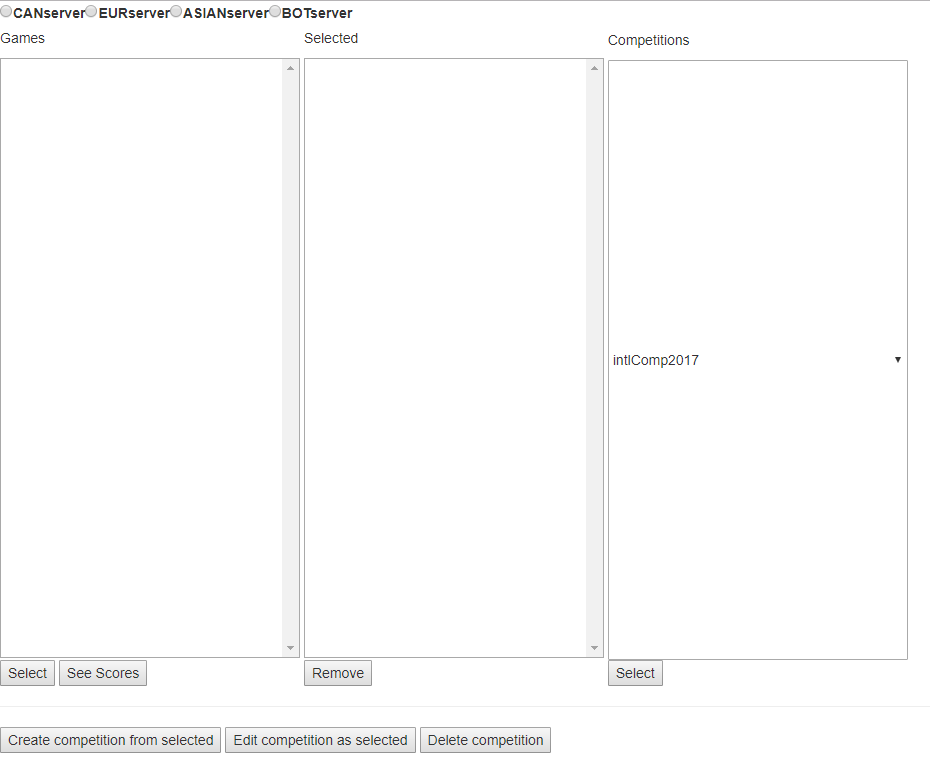 CANserver EURserver ASIANserver BOTserver
Games Selected Competitions
intlComp2017
Select See Scores Remove Select
Create competition from selected Edit competition as selected Delete competition